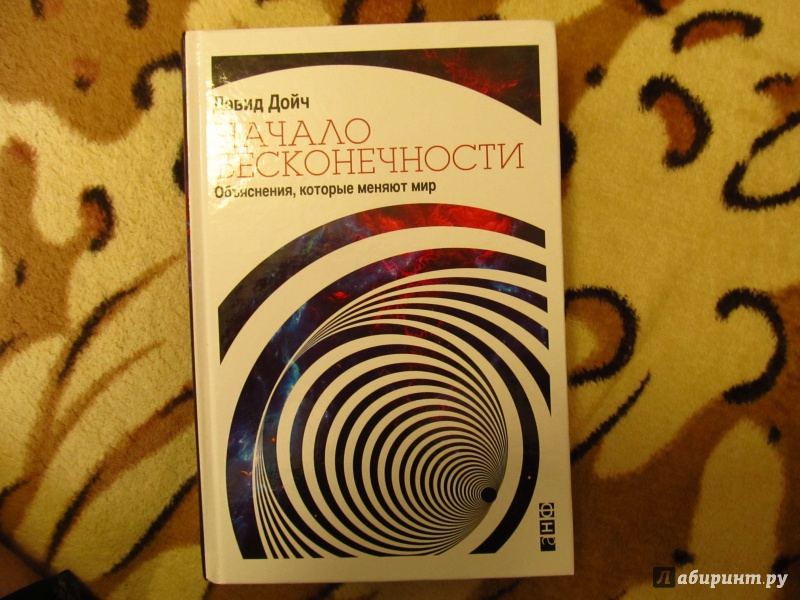 Дэвид Дойч
НАЧАЛО
БЕСКОНЕЧНОСТИ
Объяснения, которые меняют мир
анф
Лабиринт.ру